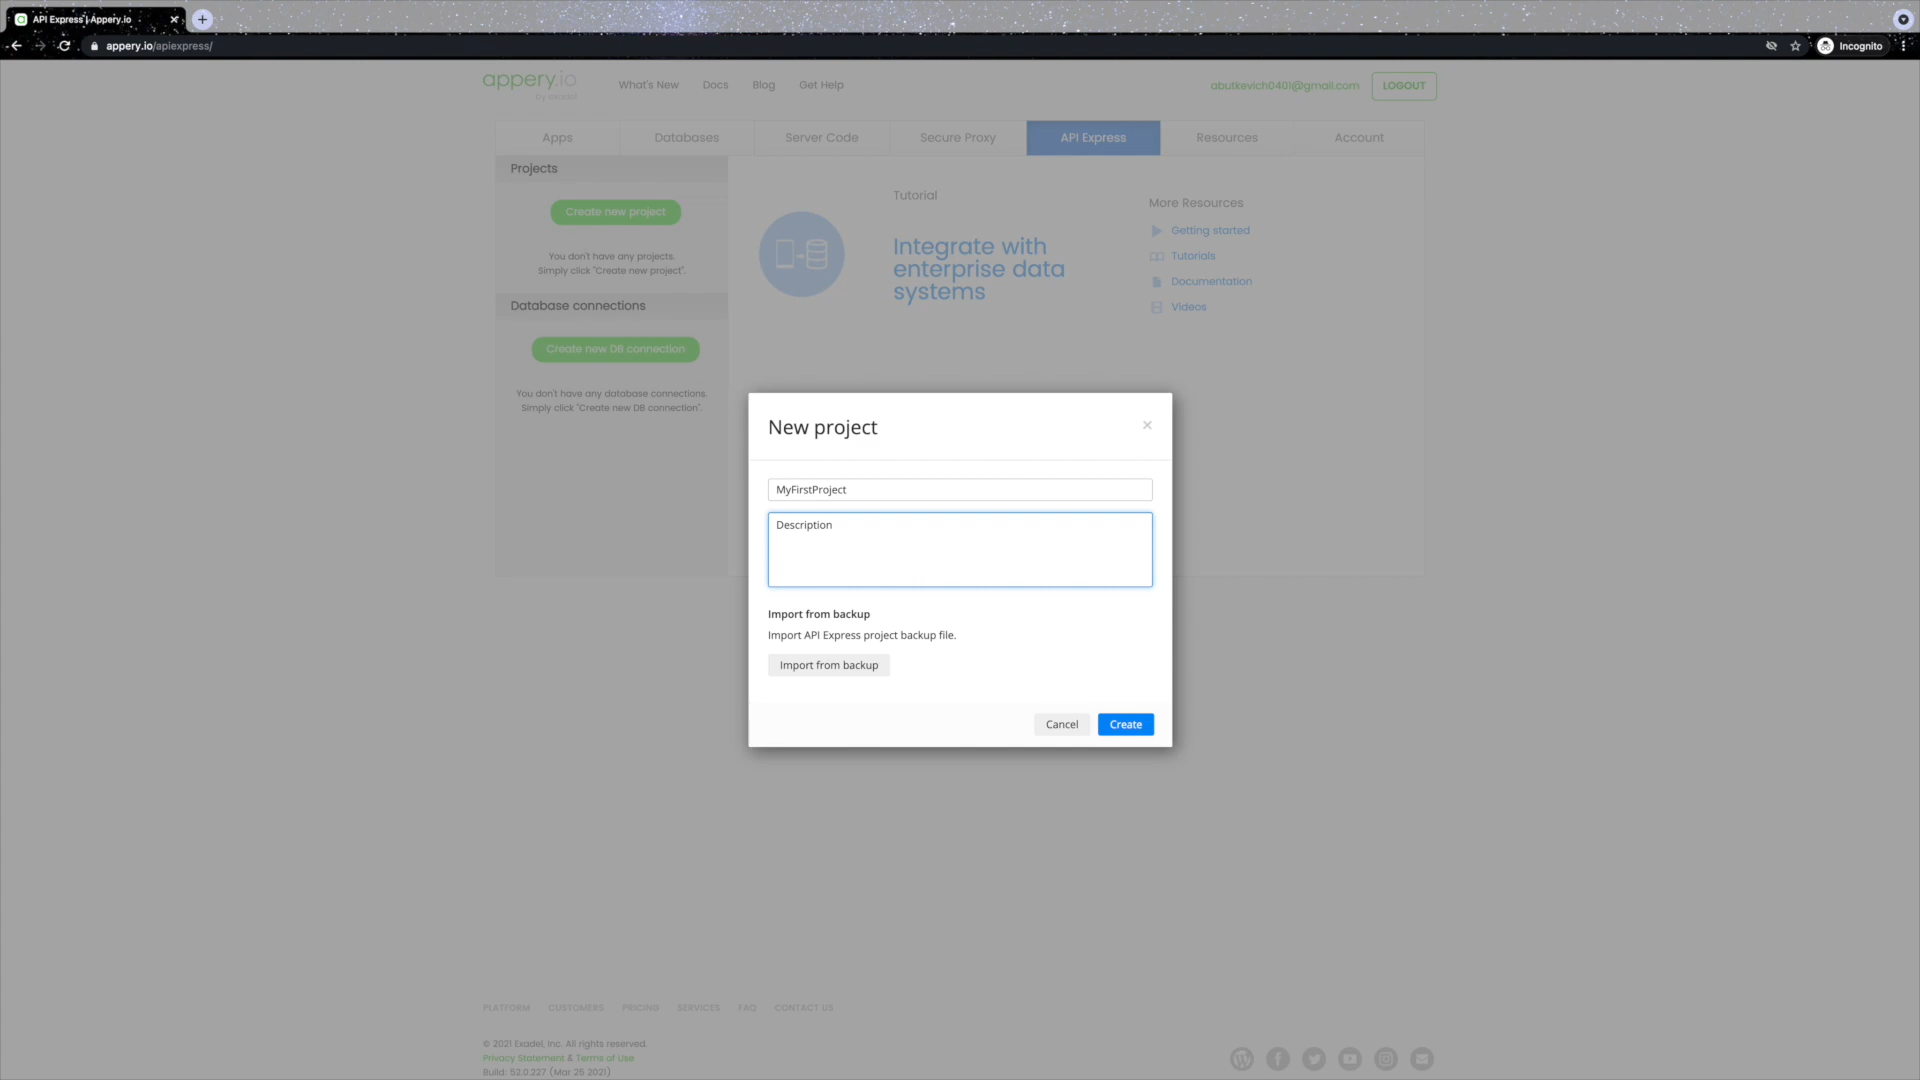 API Express | Appery.io
appery.io/apiexpress/
Incognito
appery.io
by exadel
What's New
Docs
Blog
Get Help
abutkevich0401@gmail.com
LOGOUT
Apps
Databases
Server Code
Secure Proxy
API Express
Resources
Account
Projects
Create new project
You don't have any projects.
Simply click "Create new project".
Database connections
Create new DB connection
You don't have any database connections.
Simply click "Create new DB connection".
Tutorial
Integrate with
enterprise data
systems
More Resources
Getting started
Tutorials
Documentation
Videos
New project
MyFirstProject
Description
Import from backup
Import API Express project backup file.
Import from backup
Cancel
Create
PLATFORM
CUSTOMERS
PRICING
SERVICES
FAQ
CONTACT US
© 2021 Exadel, Inc. All rights reserved.
Privacy Statement & Terms of Use
Build: 52.0.227 (Mar 25 2021)